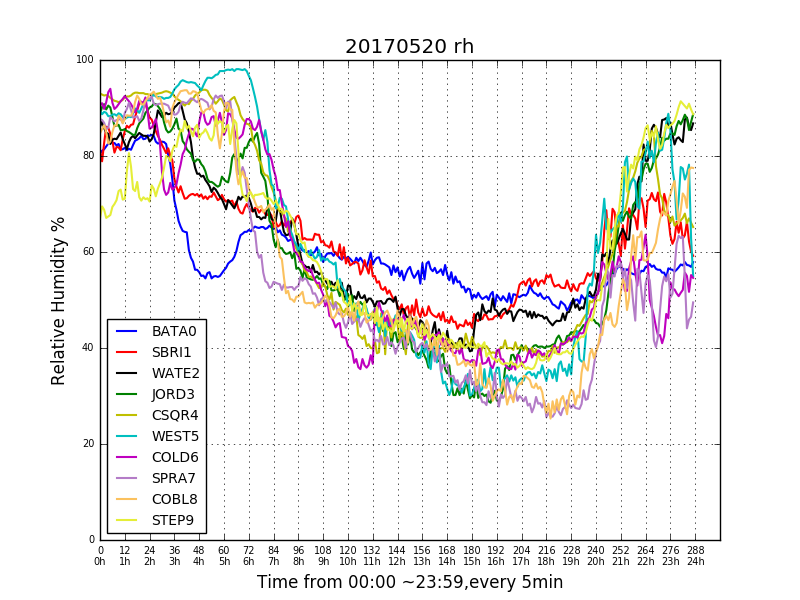 20170520 rh
Relative Humidity %
100
80
60
40
20
0
BATA0
SBRI1
WATE2
JORD3
CSQR4
WEST5
COLD6
SPRA7
COBL8
STEP9
0 12 24 36 48 60 72 84 96 108 120 132 144 156 168 180 192 204 216 228 240 252 264 276 288
0h 1h 2h 3h 4h 5h 6h 7h 8h 9h 10h 11h 12h 13h 14h 15h 16h 17h 18h 19h 20h 21h 22h 23h 24h
Time from 00:00 ~23:59,every 5min